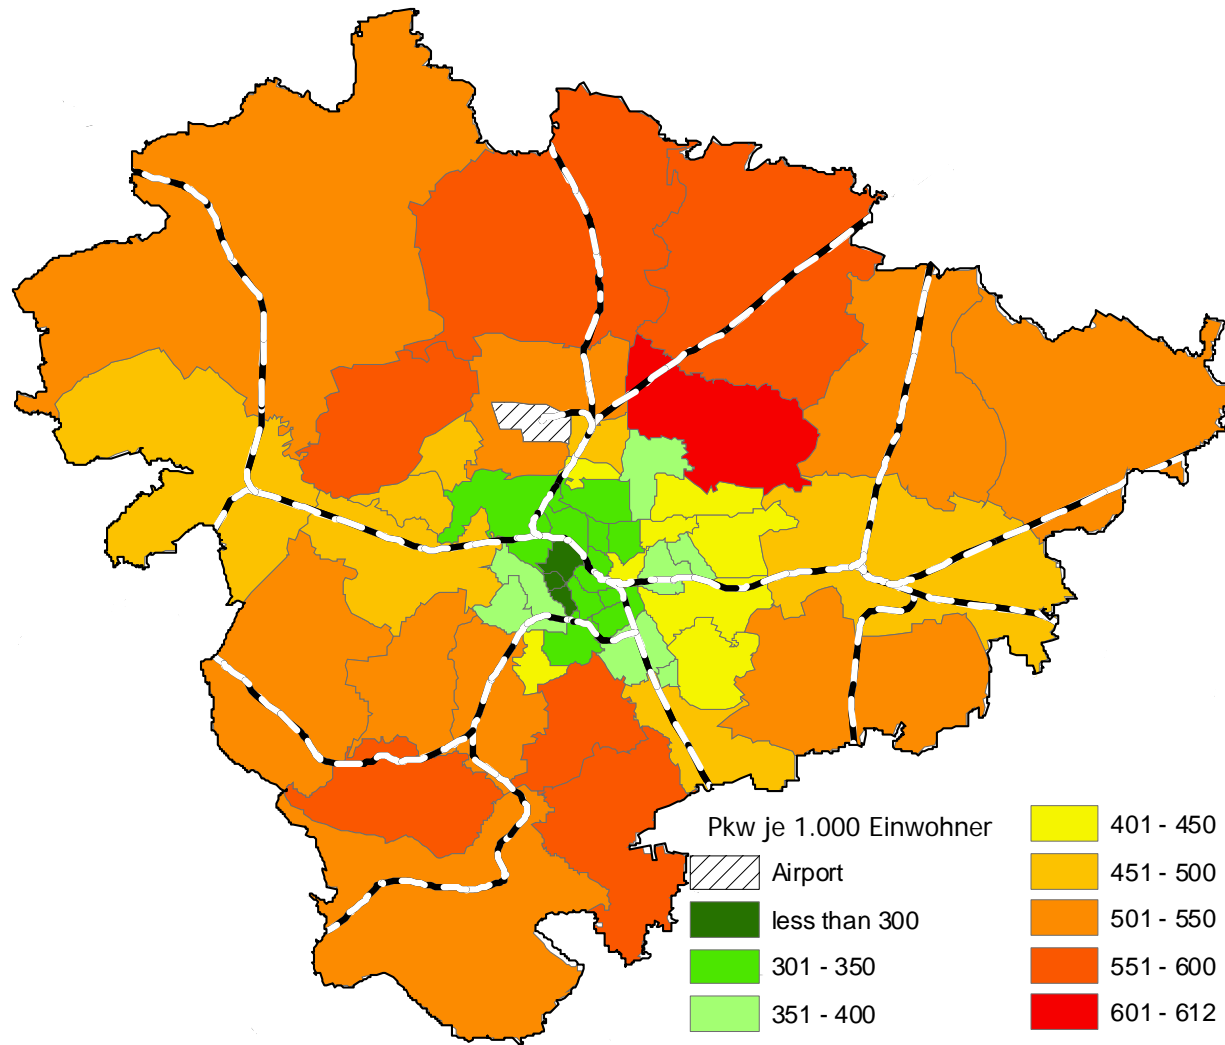 Pkw je 1.000 Einwohner
Airport
less than 300
301 - 350
351 - 400
401 - 450
451 - 500
501 - 550
551 - 600
601 - 612